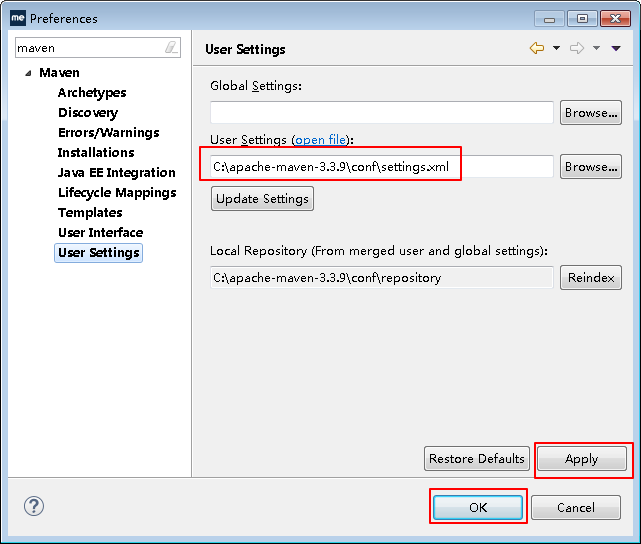 me Preferences
maven
User Settings
Maven
Archetypes
Discovery
Errors/Warnings
Installations
Java EE Integration
Lifecycle Mappings
Templates
User Interface
User Settings
Global Settings:
Browse...
User Settings (open file):
C:\apache-maven-3.3.9\conf\settings.xml
Browse...
Update Settings
Local Repository (From merged user and global settings):
C:\apache-maven-3.3.9\conf\repository
Reindex
Restore Defaults
Apply
?
OK
Cancel